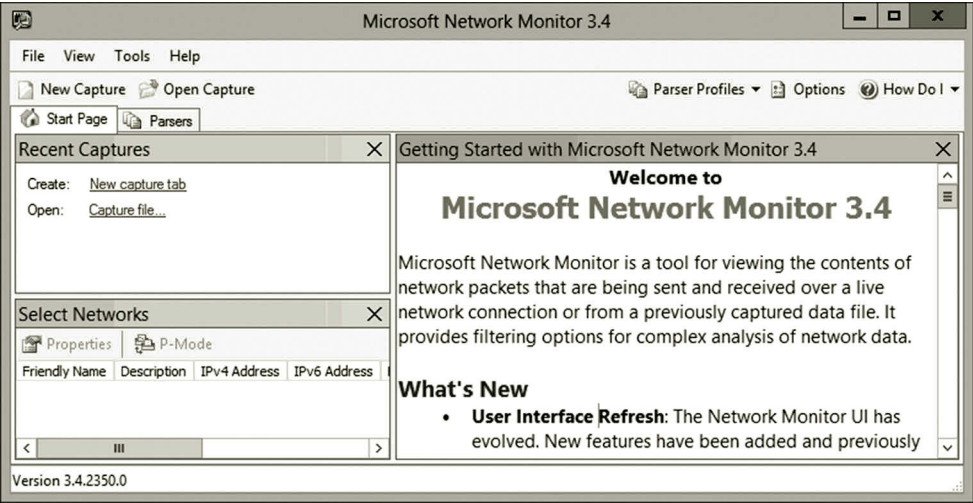 Microsoft Network Monitor 3.4
File View Tools Help
New Capture Open Capture Parser Profiles Options How Do I
Start Page Parsers
Recent Captures
Create: New capture tab
Open: Capture file...
Select Networks
Properties P-Mode
Friendly Name Description IPv4 Address IPv6 Address
Getting Started with Microsoft Network Monitor 3.4
Welcome to
Microsoft Network Monitor 3.4
Microsoft Network Monitor is a tool for viewing the contents of
network packets that are being sent and received over a live
network connection or from a previously captured data file. It
provides filtering options for complex analysis of network data.
What's New
• User Interface Refresh: The Network Monitor UI has
evolved. New features have been added and previously
Version 3.4.2350.0